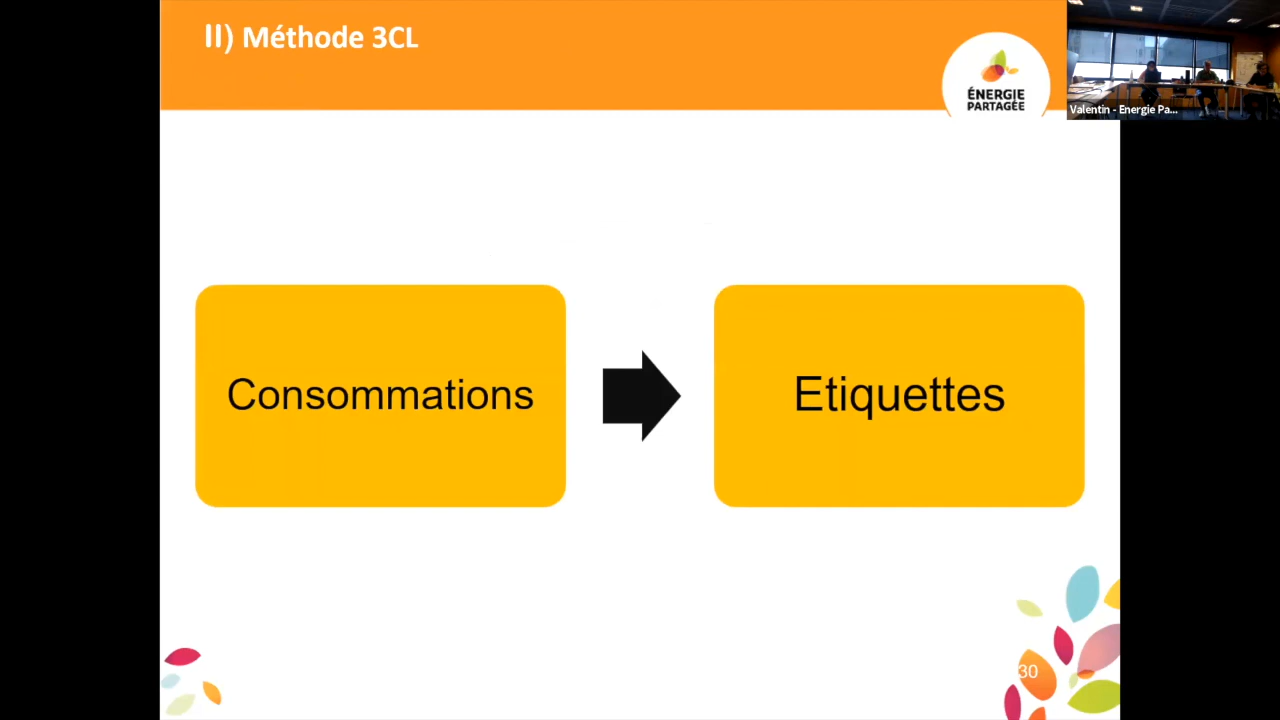 II) Méthode 3CL
ÉNERGIE
PARTAGÉE
Valentin - Energie Pa...
Consommations
Etiquettes
30